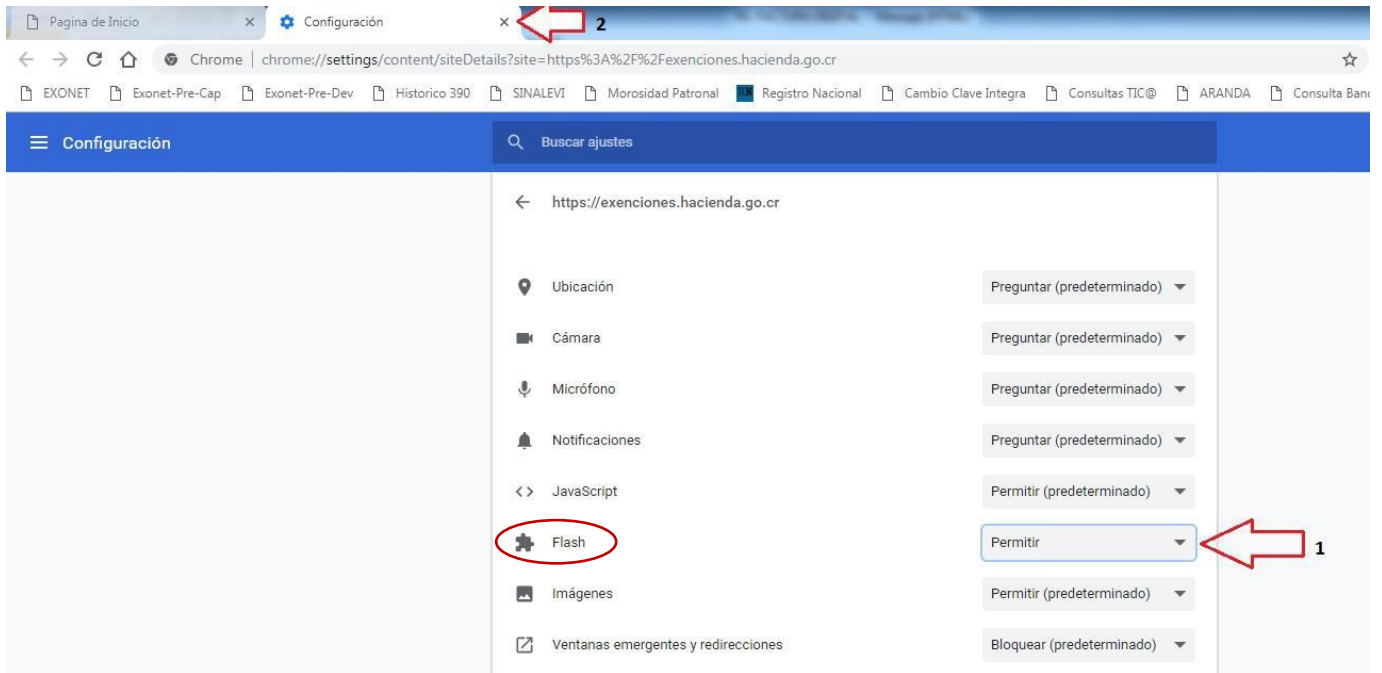 Pagina de Inicio
Configuración
2
Chrome | chrome://settings/content/siteDetails?site=https%3A%2F%2Fexenciones.hacienda.go.cr
EXONET Exonet-Pre-Cap Exonet-Pre-Dev Historico 390 SINALEVI Morosidad Patronal Registro Nacional Cambio Clave Integra Consultas TIC@ ARANDA Consulta Banc
Configuración
Buscar ajustes
https://exenciones.hacienda.go.cr
Ubicación Preguntar (predeterminado)
Cámara Preguntar (predeterminado)
Micrófono Preguntar (predeterminado)
Notificaciones Preguntar (predeterminado)
<> JavaScript Permitir (predeterminado)
Flash Permitir
1
Imágenes Permitir (predeterminado)
Ventanas emergentes y redirecciones Bloquear (predeterminado)